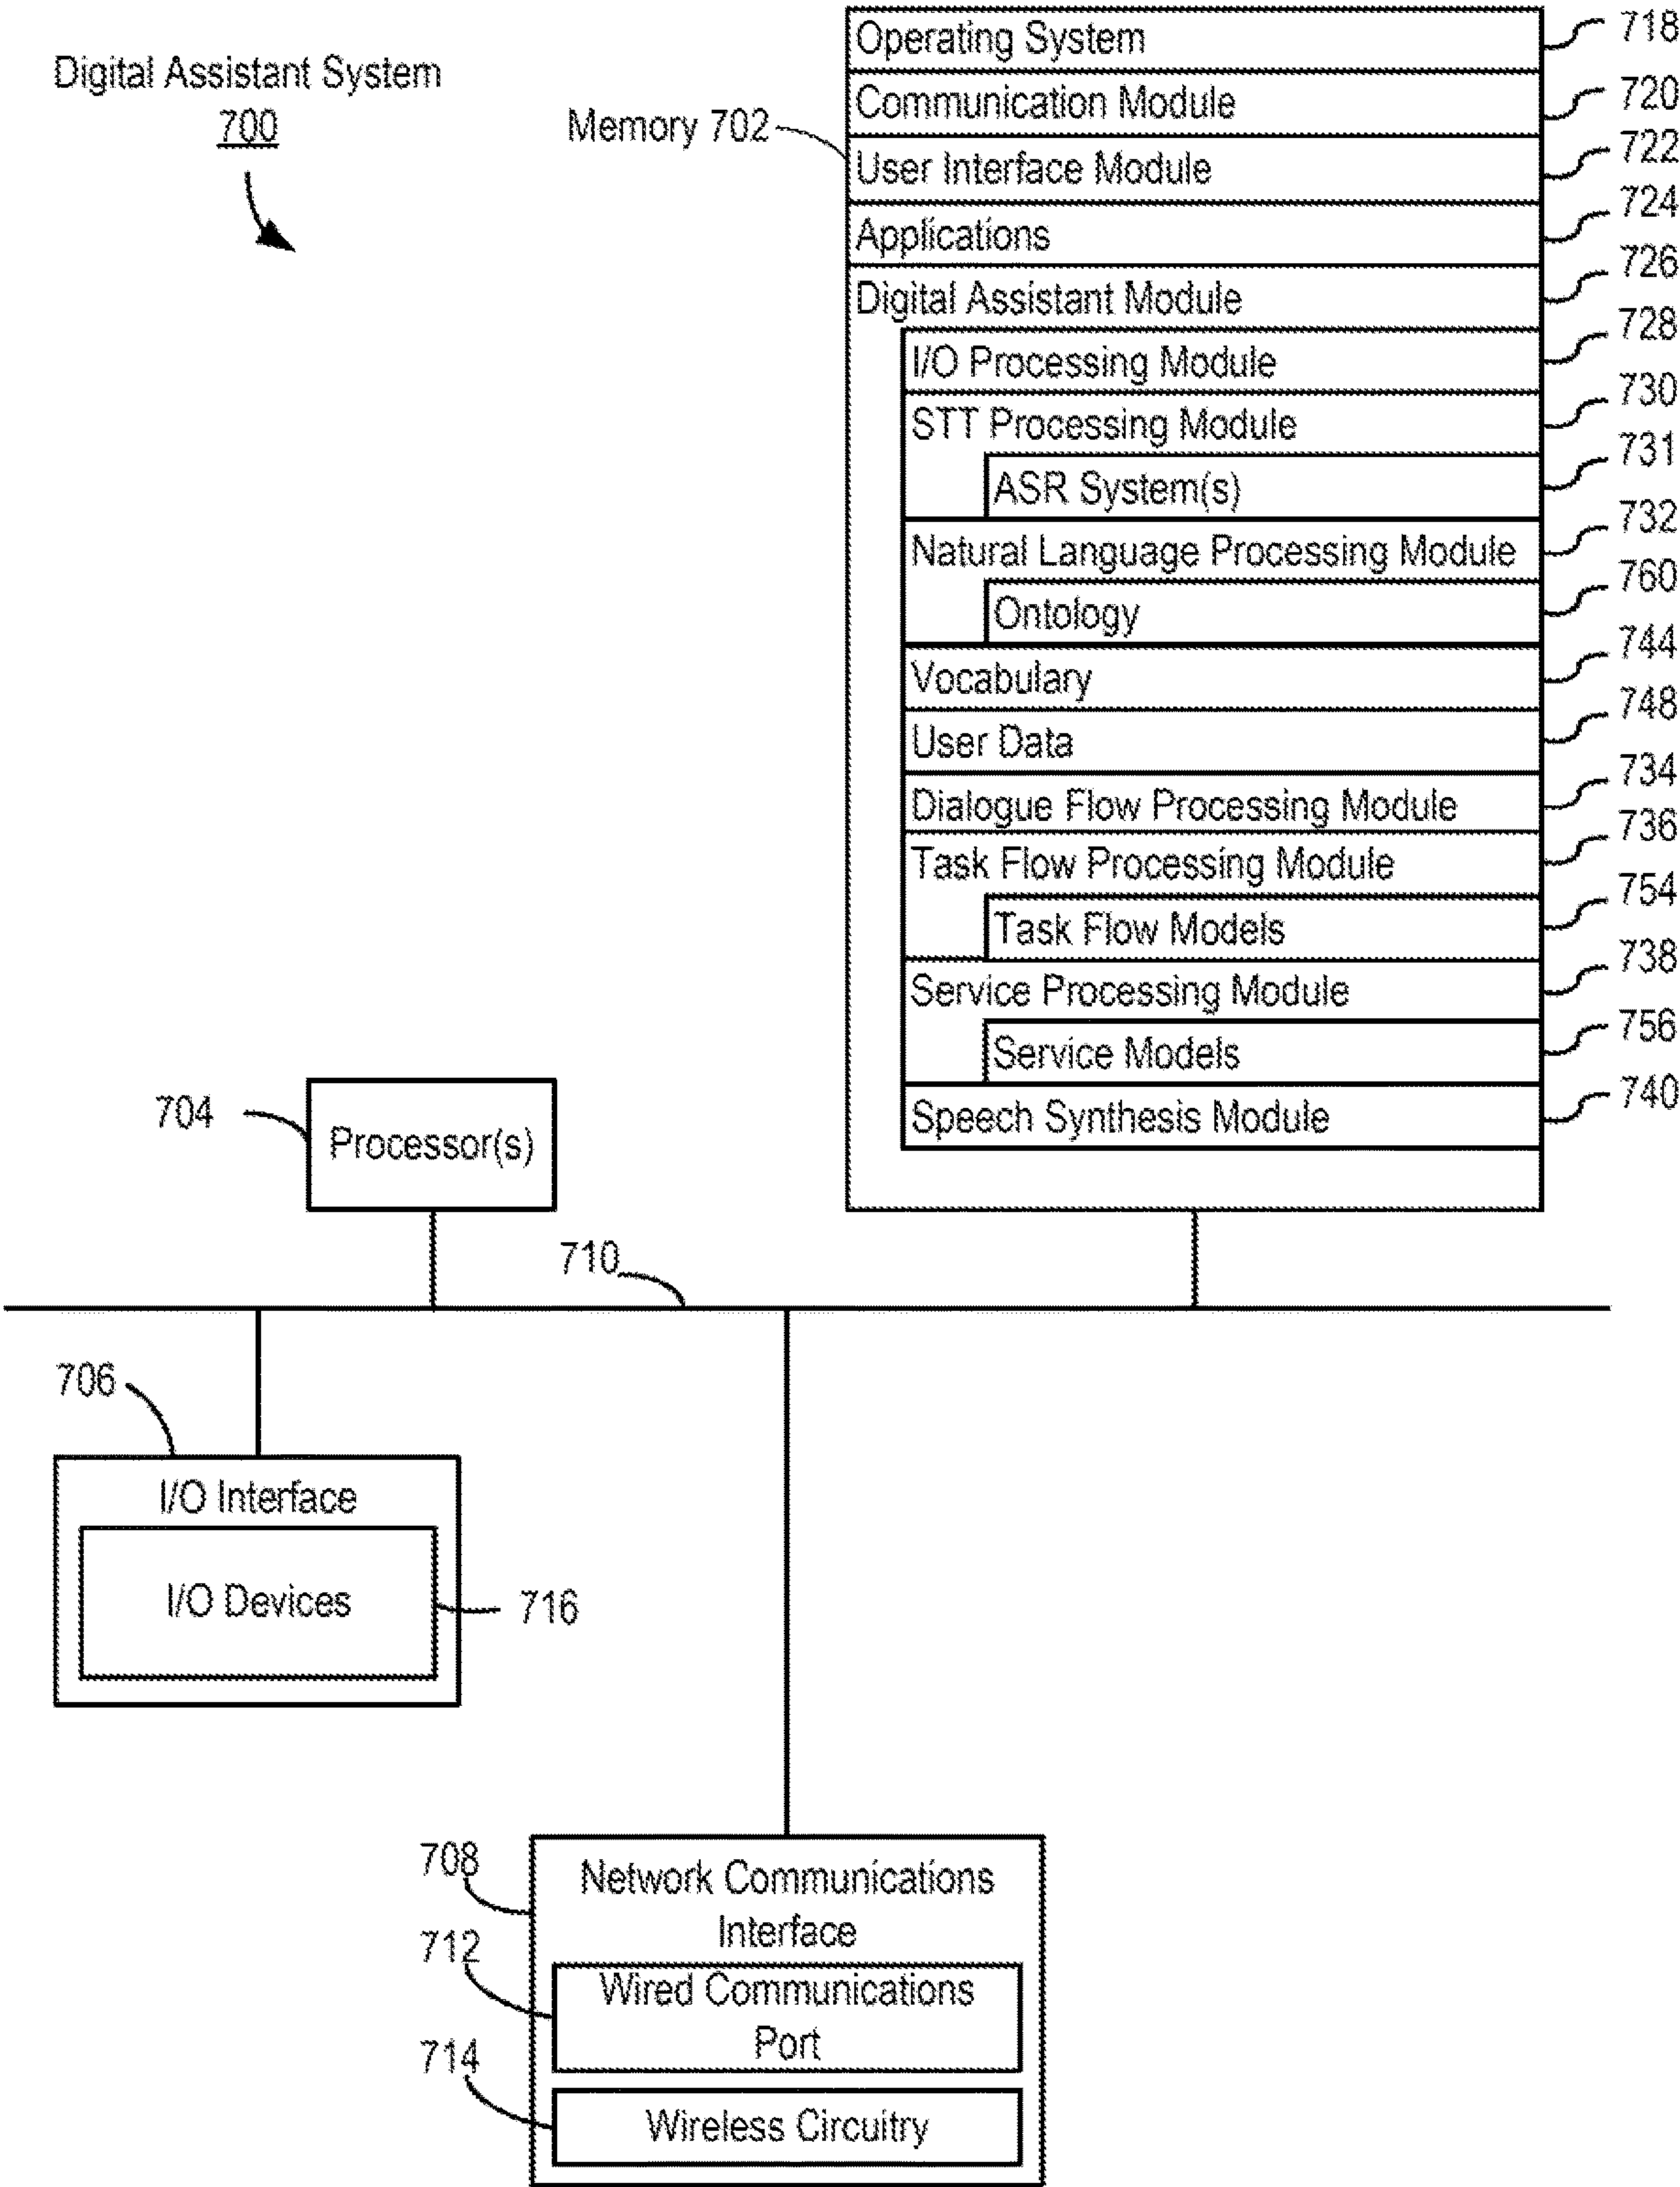 Digital Assistant System
700
Memory 702
Operating System 718
Communication Module 720
User Interface Module 722
Applications 724
Digital Assistant Module 726
I/O Processing Module 728
STT Processing Module 730
ASR System(s) 731
Natural Language Processing Module 732
Ontology 760
Vocabulary 744
User Data 748
Dialogue Flow Processing Module 734
Task Flow Processing Module 736
Task Flow Models 754
Service Processing Module 738
Service Models 756
Speech Synthesis Module 740
704
Processor(s)
710
706
I/O Interface
I/O Devices
716
708
Network Communications
Interface
712
Wired Communications
Port
714
Wireless Circuitry